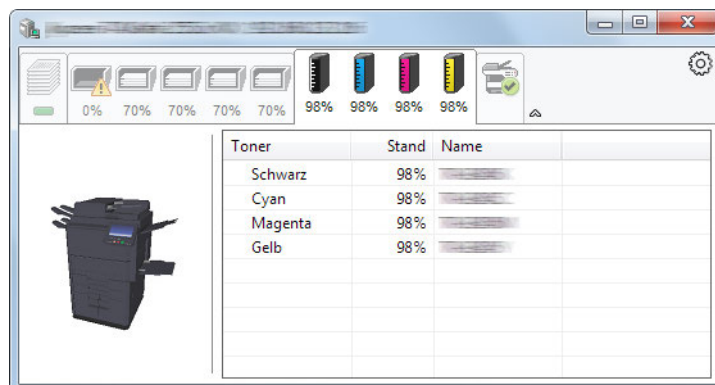 0% 70% 70% 70% 70% 98% 98% 98% 98%
Toner Stand Name
Schwarz 98%
Cyan 98%
Magenta 98%
Gelb 98%